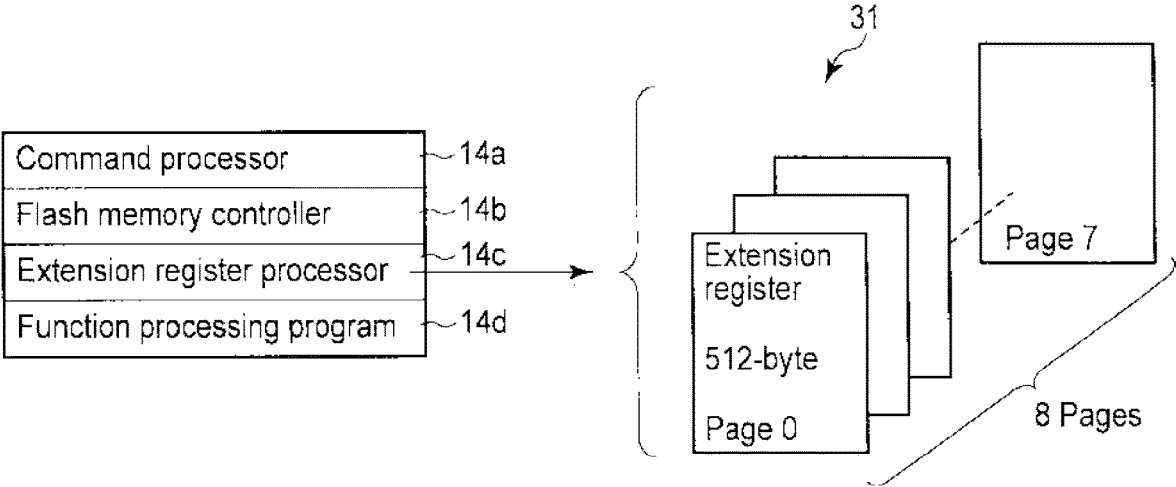 31
Command processor
14a
Flash memory controller
14b
Extension register processor
14c
Function processing program
14d
Extension
register
512-byte
Page 0
Page 7
8 Pages